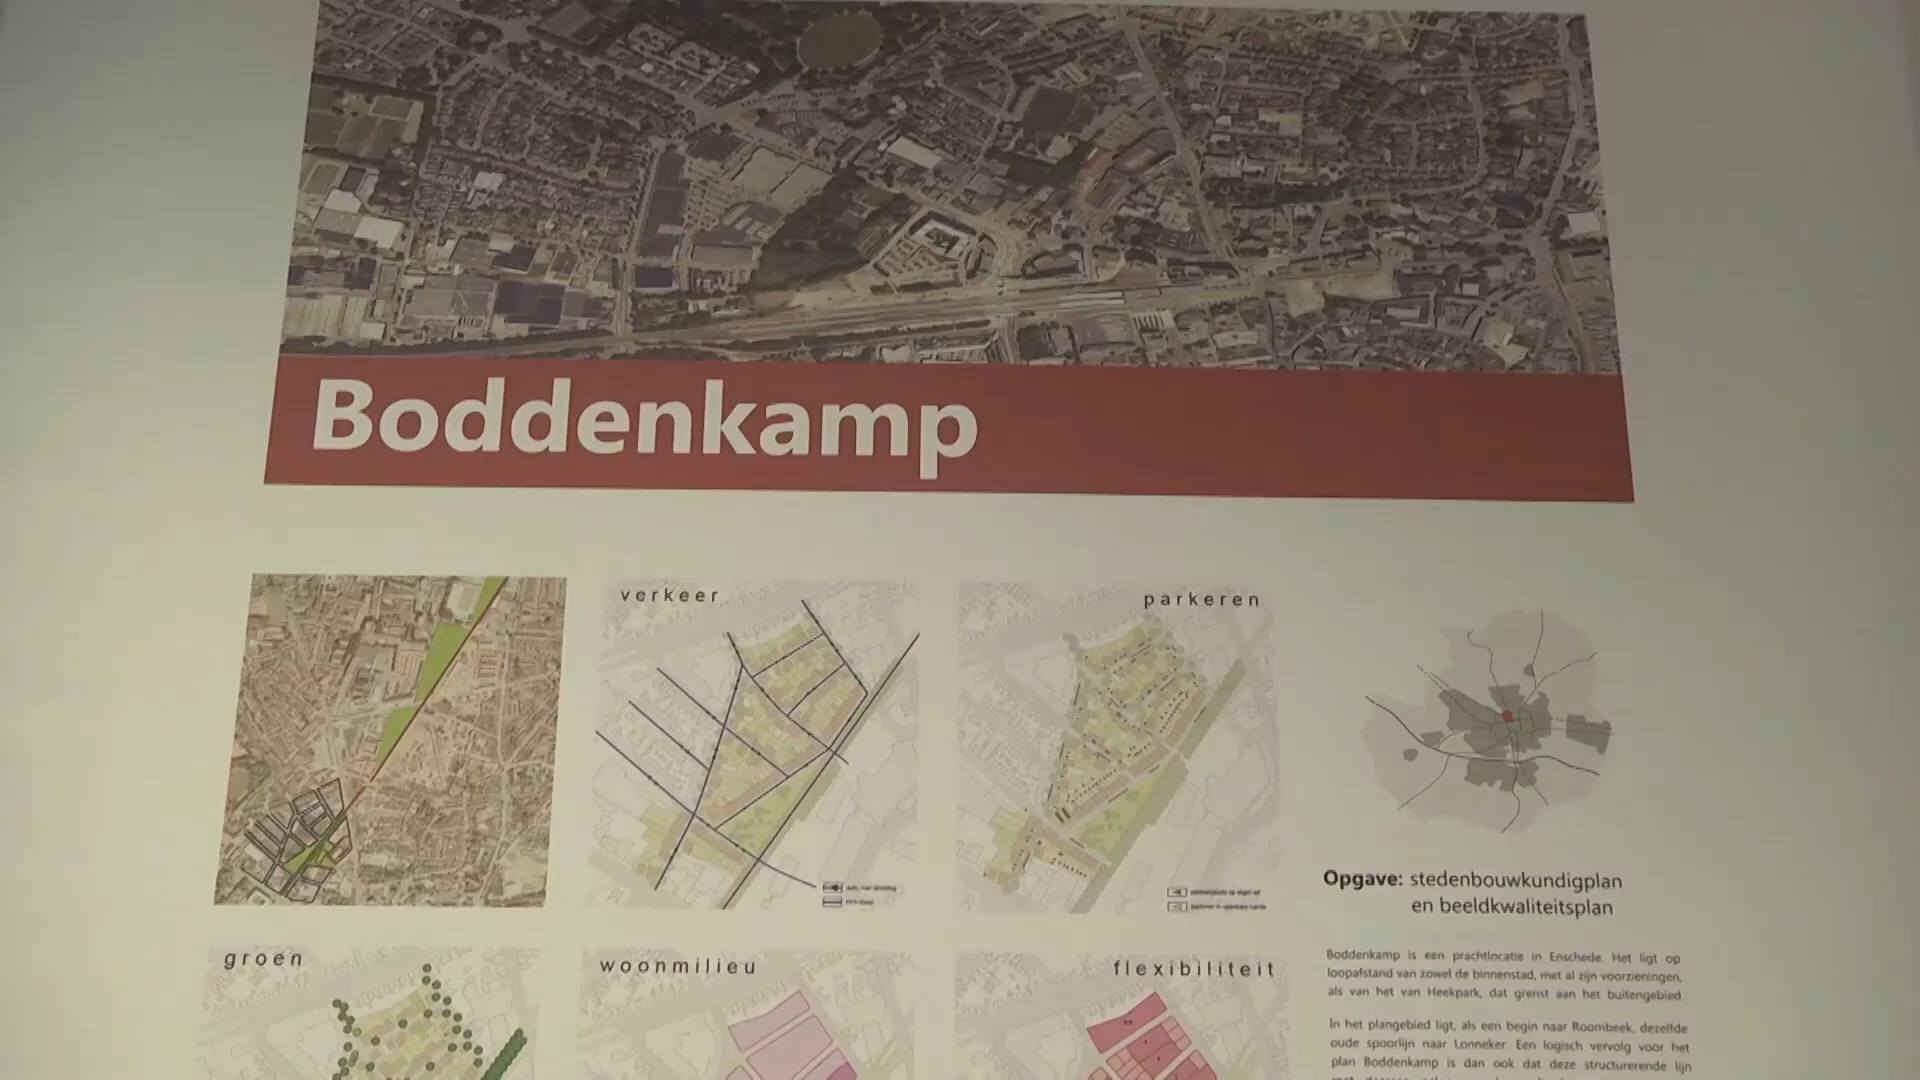 Boddenkamp
verkeer
parkeren
Opgave: stedenbouwkundigplan
en beeldkwaliteitsplan
groen
woonmilieu
flexibiliteit
Boddenkamp is een prachtlocatie in Enschede. Het ligt op
loopafstand van zowel de binnenstad, met al zijn voorzieningen,
als van het van Heekpark, dat grenst aan het buitengebied.
In het plangebied ligt, als een begin naar Roombeek, dezelfde
oude spoorlijn naar Lonneker. Een logisch vervolg voor het
plan Boddenkamp is dan ook dat deze structurerende lijn